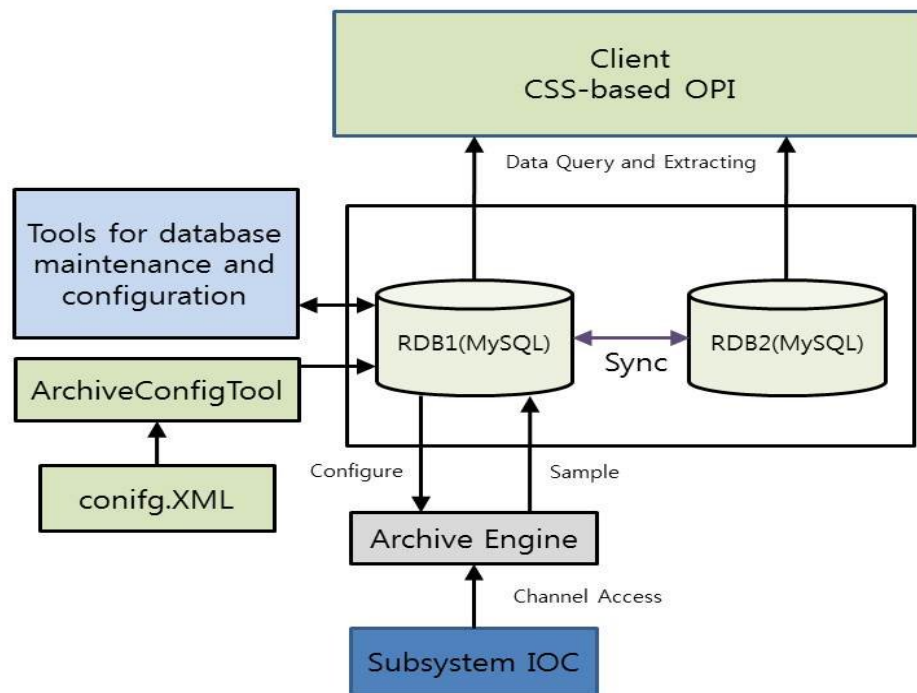 Client
CSS-based OPI
Data Query and Extracting
Tools for database
maintenance and
configuration
RDB1(MySQL)
Sync
RDB2(MySQL)
ArchiveConfigTool
conifg.XML
Configure
Sample
Archive Engine
Channel Access
Subsystem IOC